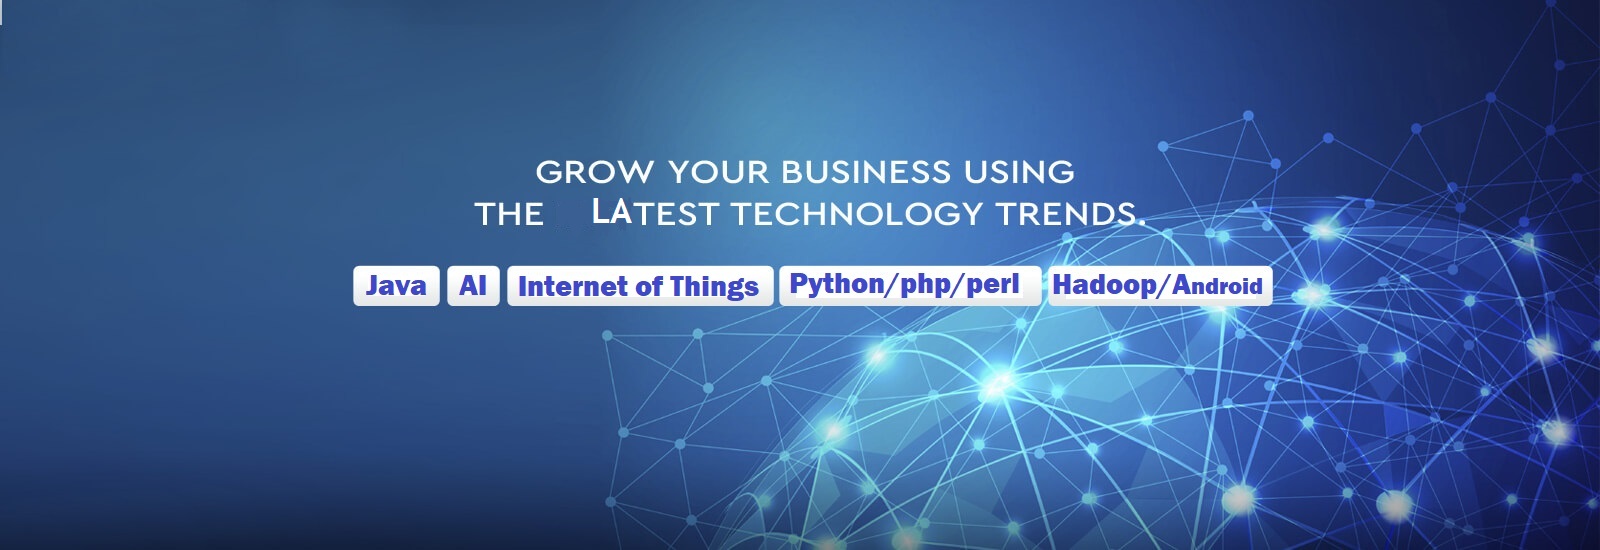 GROW YOUR BUSINESS USING
THE LATEST TECHNOLOGY TRENDS.
Java AI Internet of Things Python/php/perl Hadoop/Android